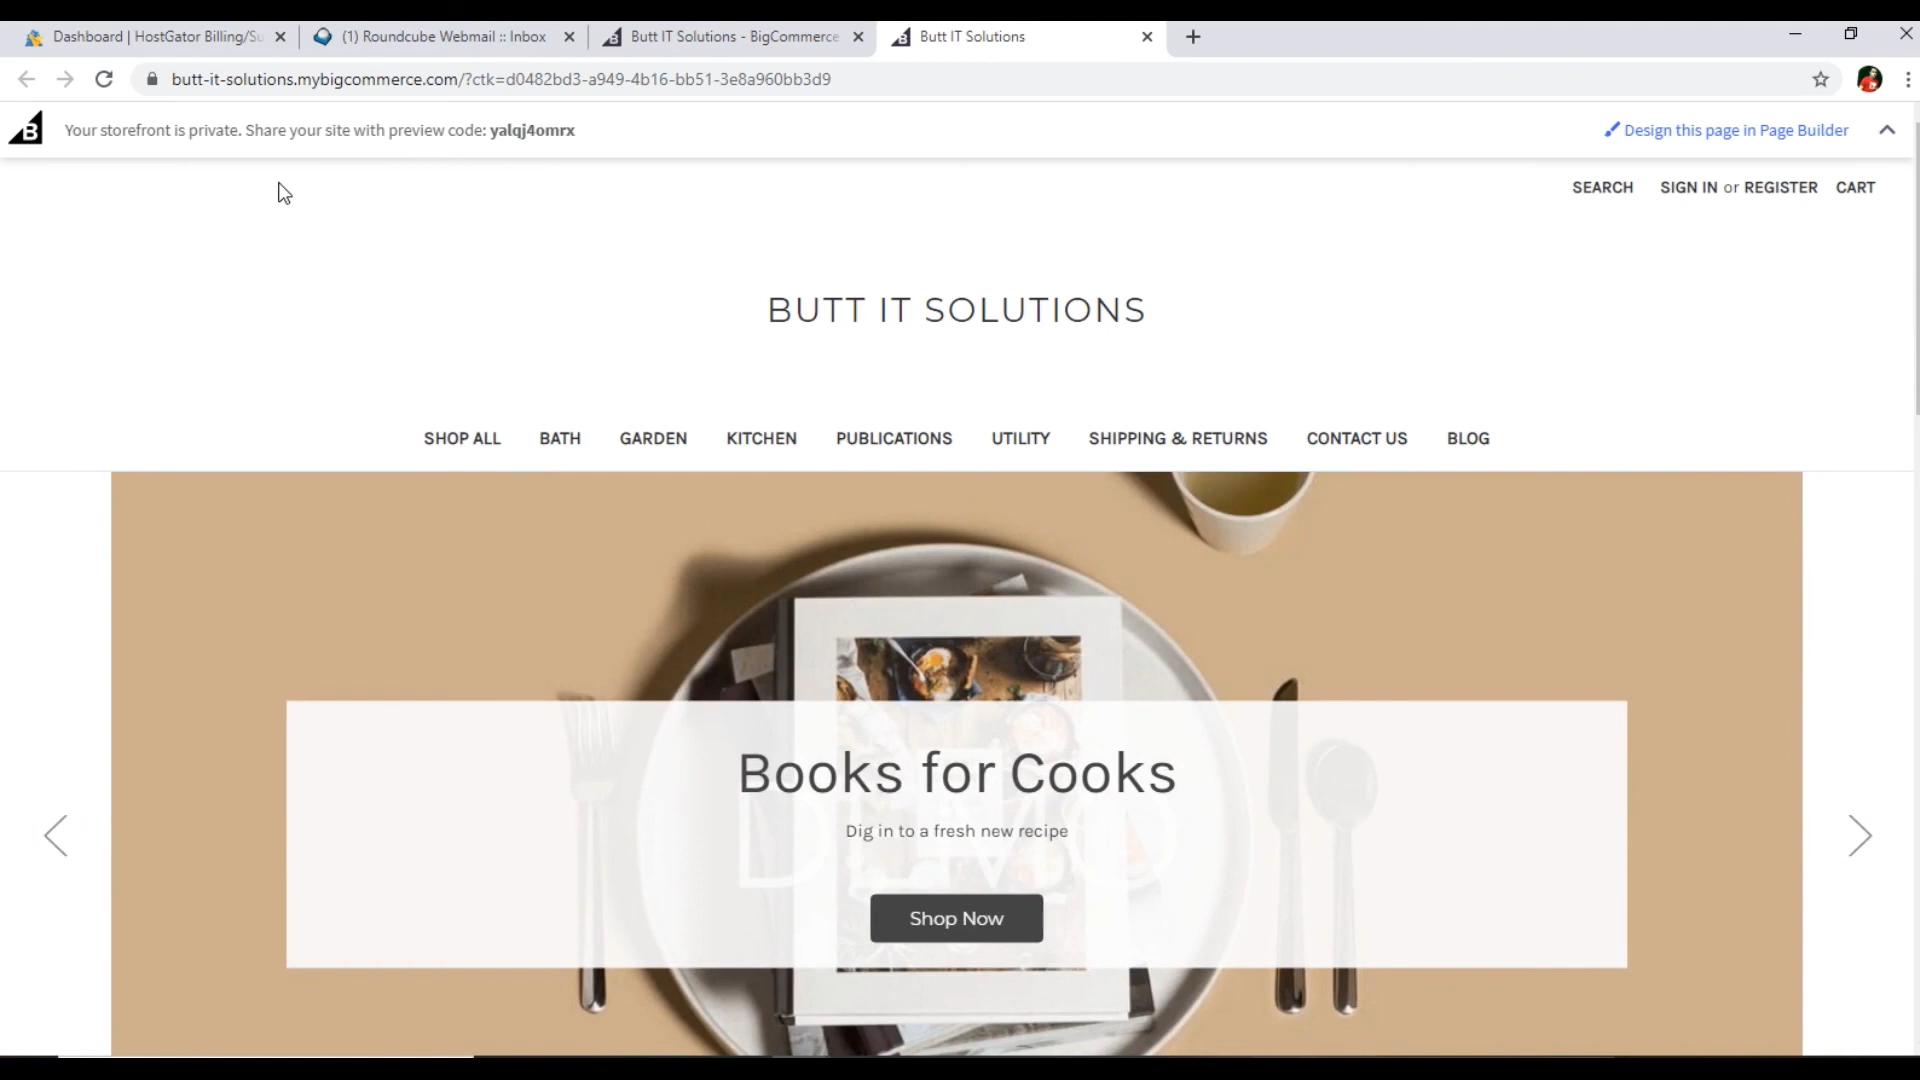 Dashboard | HostGator Billing/Su
(1) Roundcube Webmail :: Inbox
Butt IT Solutions - BigCommerce
Butt IT Solutions
butt-it-solutions.mybigcommerce.com/?ctk=d0482bd3-a949-4b16-bb51-3e8a960bb3d9
B
Your storefront is private. Share your site with preview code: yalqj4omrx
Design this page in Page Builder
SEARCH SIGN IN or REGISTER CART
BUTT IT SOLUTIONS
SHOP ALL BATH GARDEN KITCHEN PUBLICATIONS UTILITY SHIPPING & RETURNS CONTACT US BLOG
Books for Cooks
DEMO
Dig in to a fresh new recipe
Shop Now